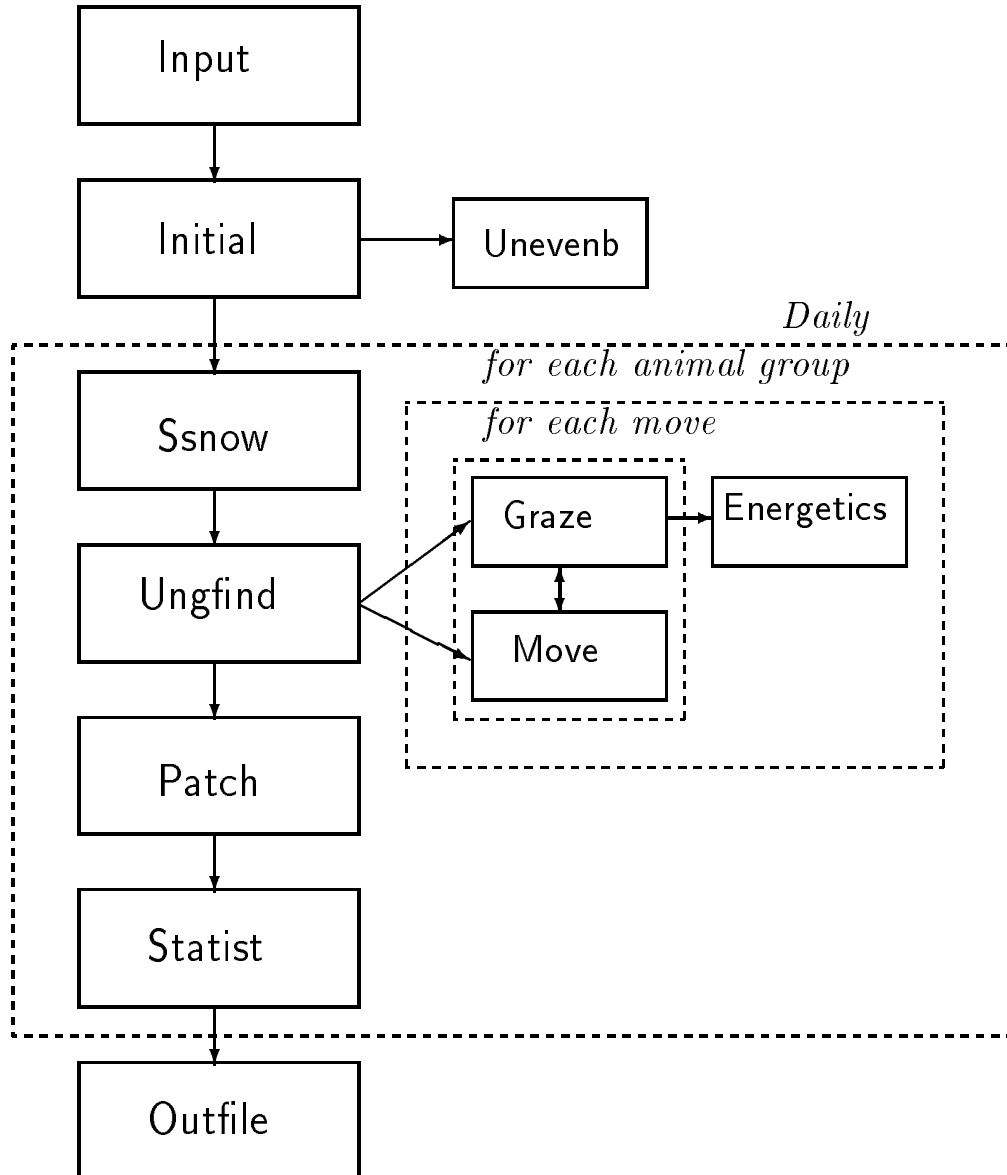 Input
Initial
Unevenb
Daily
for each animal group
Ssnow
for each move
Graze
Energetics
Ungfind
Move
Patch
Statist
Outfile